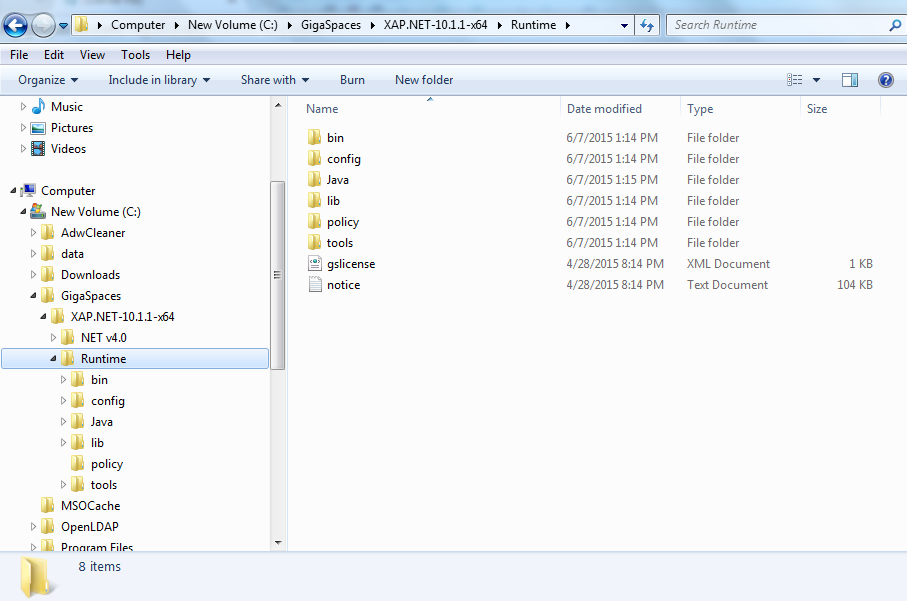 Computer New Volume (C:) GigaSpaces XAP.NET-10.1.1-x64 Runtime Search Runtime
File Edit View Tools Help
Organize Include in library Share with Burn New folder
Music
Pictures
Videos
Computer
New Volume (C:)
AdwCleaner
data
Downloads
GigaSpaces
XAP.NET-10.1.1-x64
NET v4.0
Runtime
bin
config
Java
lib
policy
tools
MSOCache
OpenLDAP
Program Files
Name Date modified Type Size
bin 6/7/2015 1:14 PM File folder
config 6/7/2015 1:14 PM File folder
Java 6/7/2015 1:15 PM File folder
lib 6/7/2015 1:14 PM File folder
policy 6/7/2015 1:14 PM File folder
tools 6/7/2015 1:14 PM File folder
gslicense 4/28/2015 8:14 PM XML Document 1 KB
notice 4/28/2015 8:14 PM Text Document 104 KB
8 items